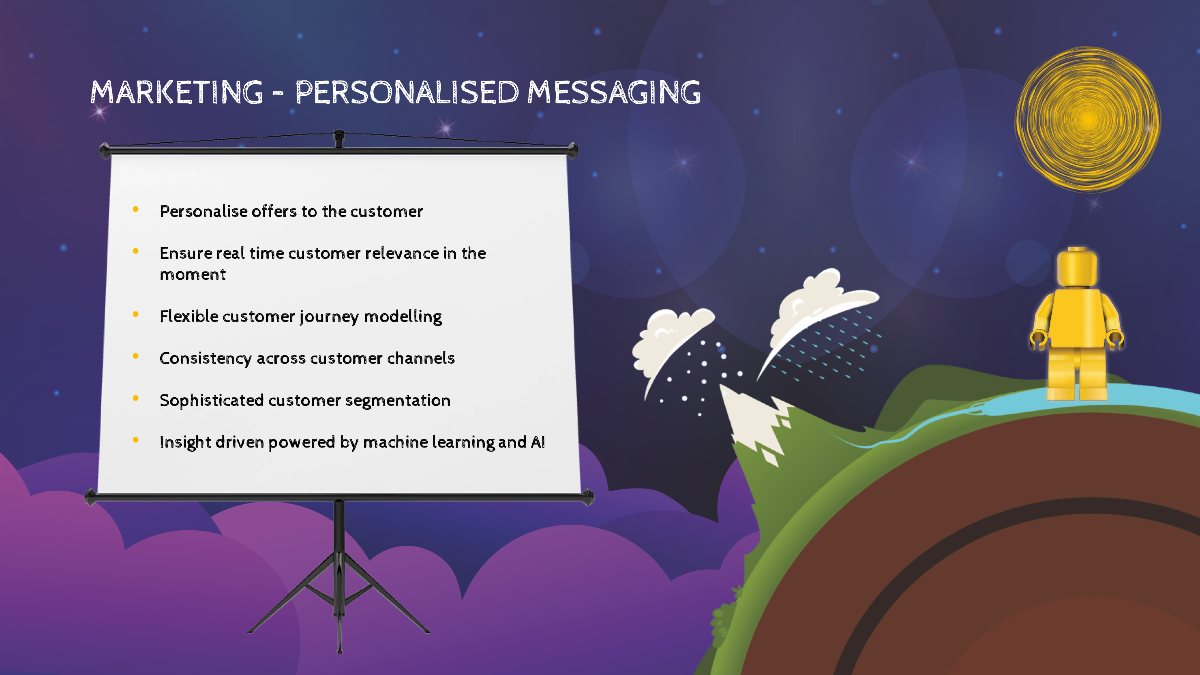 MARKETING - PERSONALISED MESSAGING
• Personalise offers to the customer
• Ensure real time customer relevance in the
moment
• Flexible customer journey modelling
• Consistency across customer channels
• Sophisticated customer segmentation
• Insight driven powered by machine learning and AI